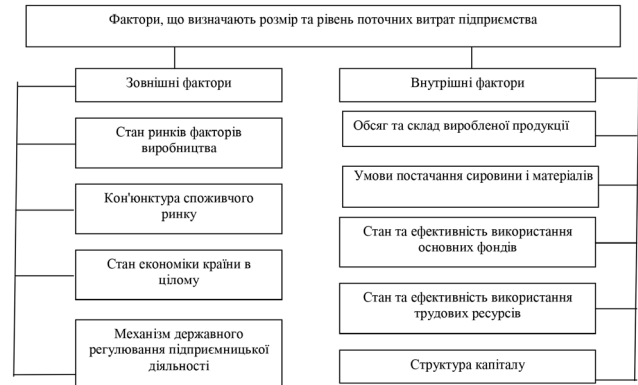 Фактори, що визначають розмір та рівень поточних витрат підприємства
Зовнішні фактори
Стан ринків факторів
виробництва
Кон'юнктура споживчого
ринку
Стан економіки країни в
цілому
Механізм державного
регулювання підприємницької
діяльності
Внутрішні фактори
Обсяг та склад виробленої продукції
Умови постачання сировини і матеріалів
Стан та ефективність використання
основних фондів
Стан та ефективність використання
трудових ресурсів
Структура капіталу